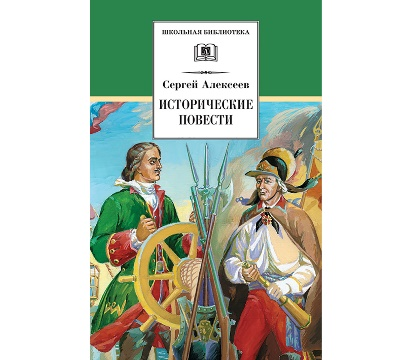 ШКОЛЬНАЯ БИБЛИОТЕКА
Сергей Алексеев
ИСТОРИЧЕСКИЕ
ПОВЕСТИ